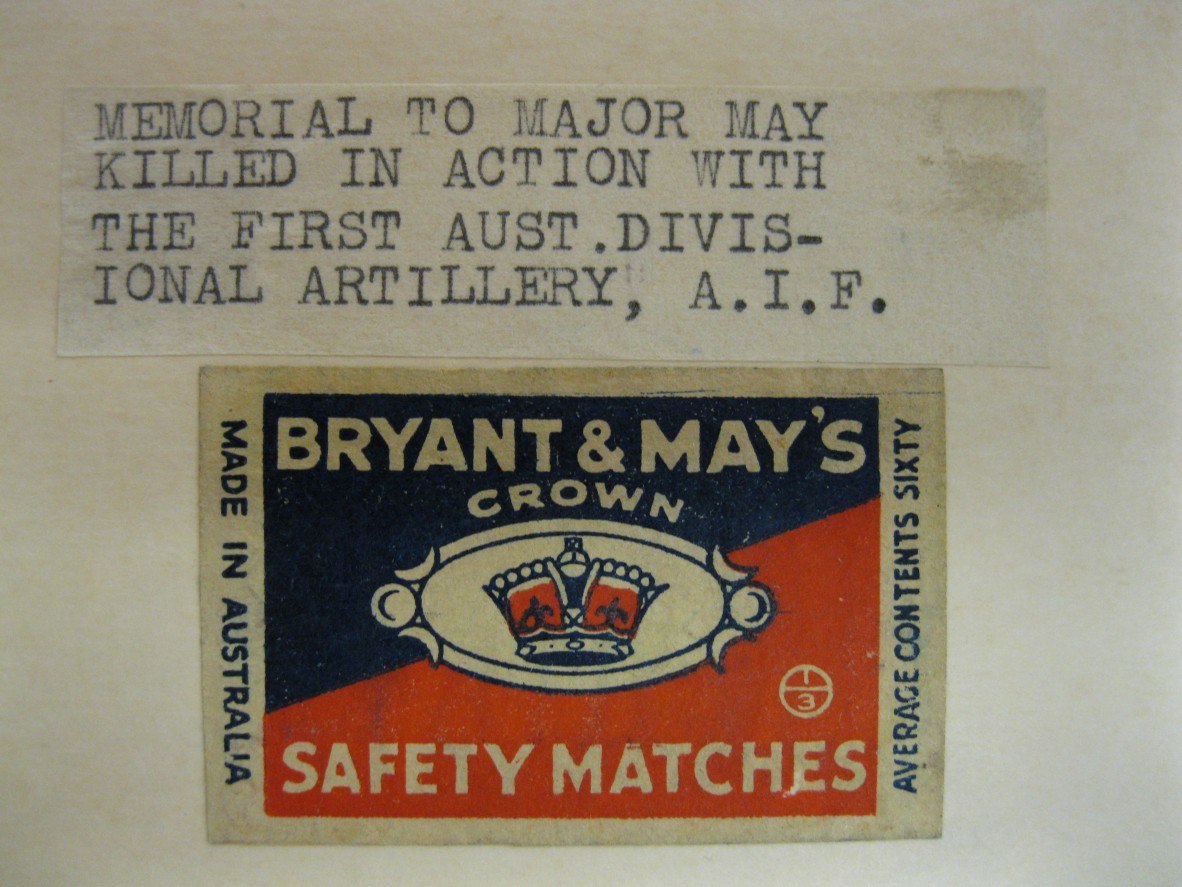 MEMORIAL TO MAJOR MAY
KILLED IN ACTION WITH
THE FIRST AUST.DIVIS-
IONAL ARTILLERY, A.I.F.
BRYANT & MAY'S
CROWN
MADE IN AUSTRALIA
AVERAGE CONTENTS SIXTY
1
3
SAFETY MATCHES